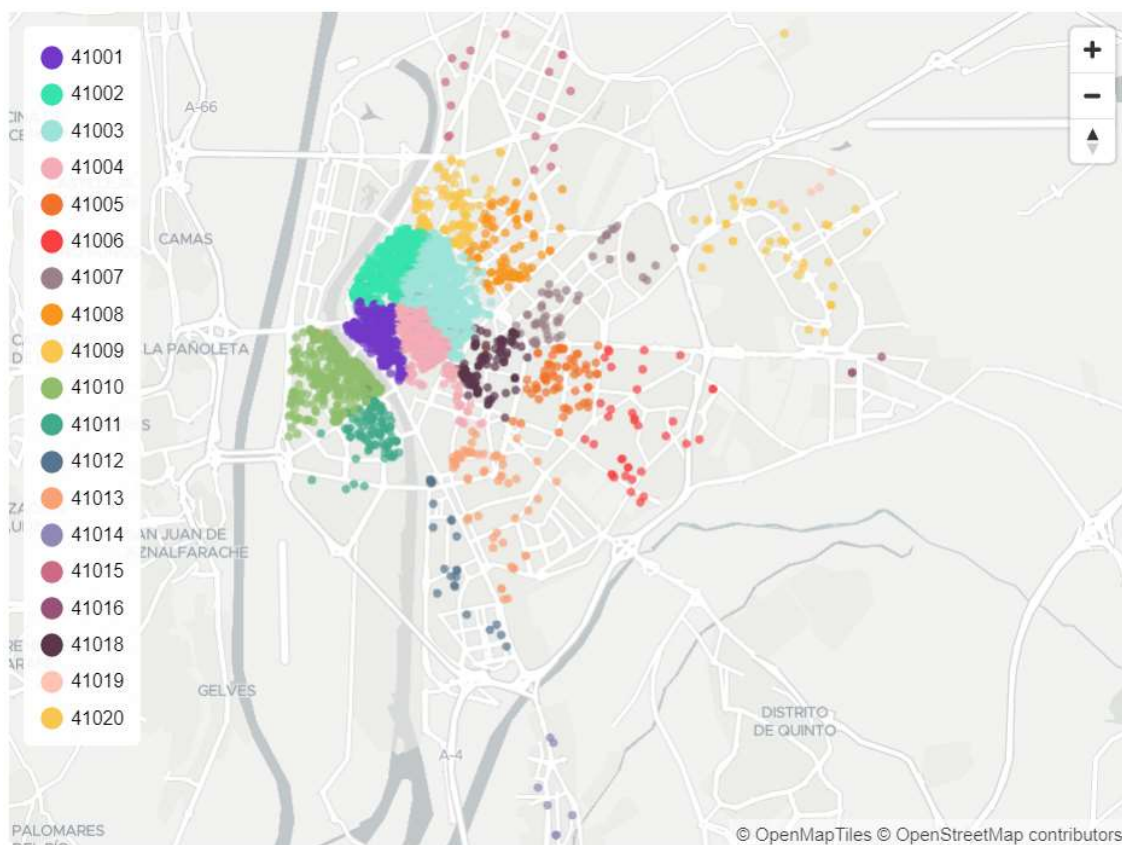 41001
41002
41003
41004
41005
41006
41007
41008
41009
41010
41011
41012
41013
41014
41015
41016
41018
41019
41020
A-66
CAMAS
LA PAÑOLETA
AN JUAN DE
ZNALFARACHE
GELVES
A-4
DISTRITO
DE QUINTO
PALOMARES
+
−
© OpenMapTiles © OpenStreetMap contributors